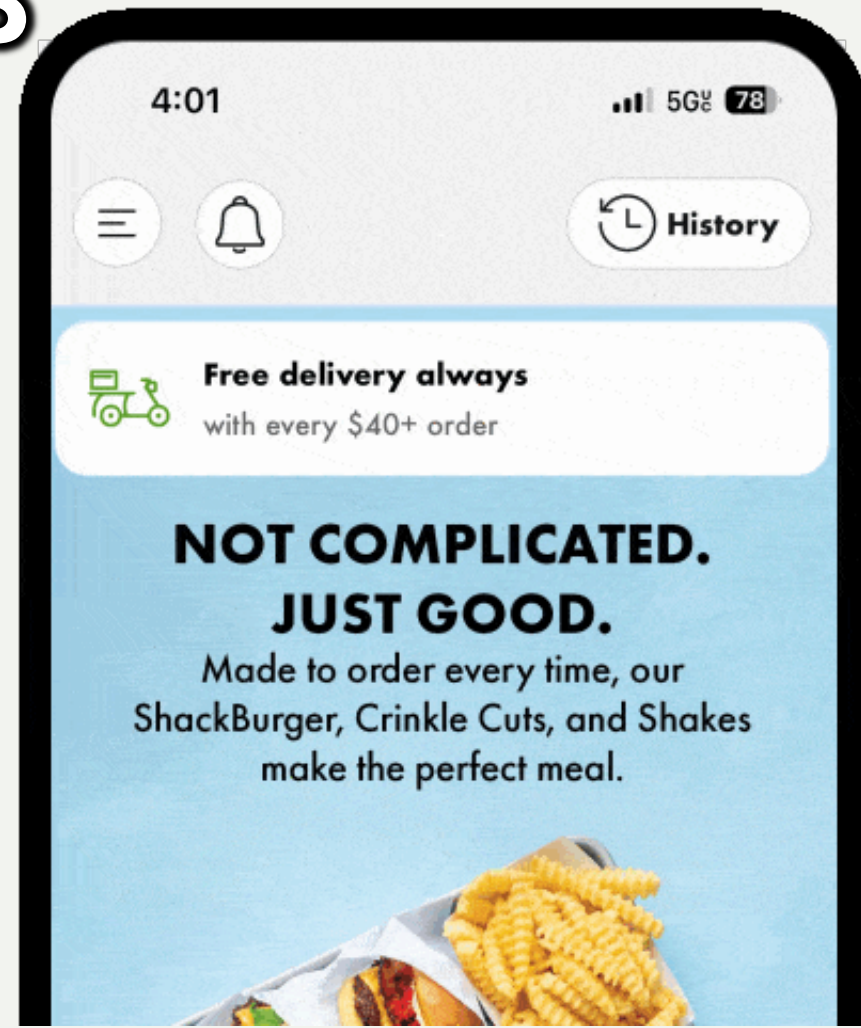 S
4:01 5G UC 78
History
Free delivery always
with every $40+ order
NOT COMPLICATED.
JUST GOOD.
Made to order every time, our
ShackBurger, Crinkle Cuts, and Shakes
make the perfect meal.